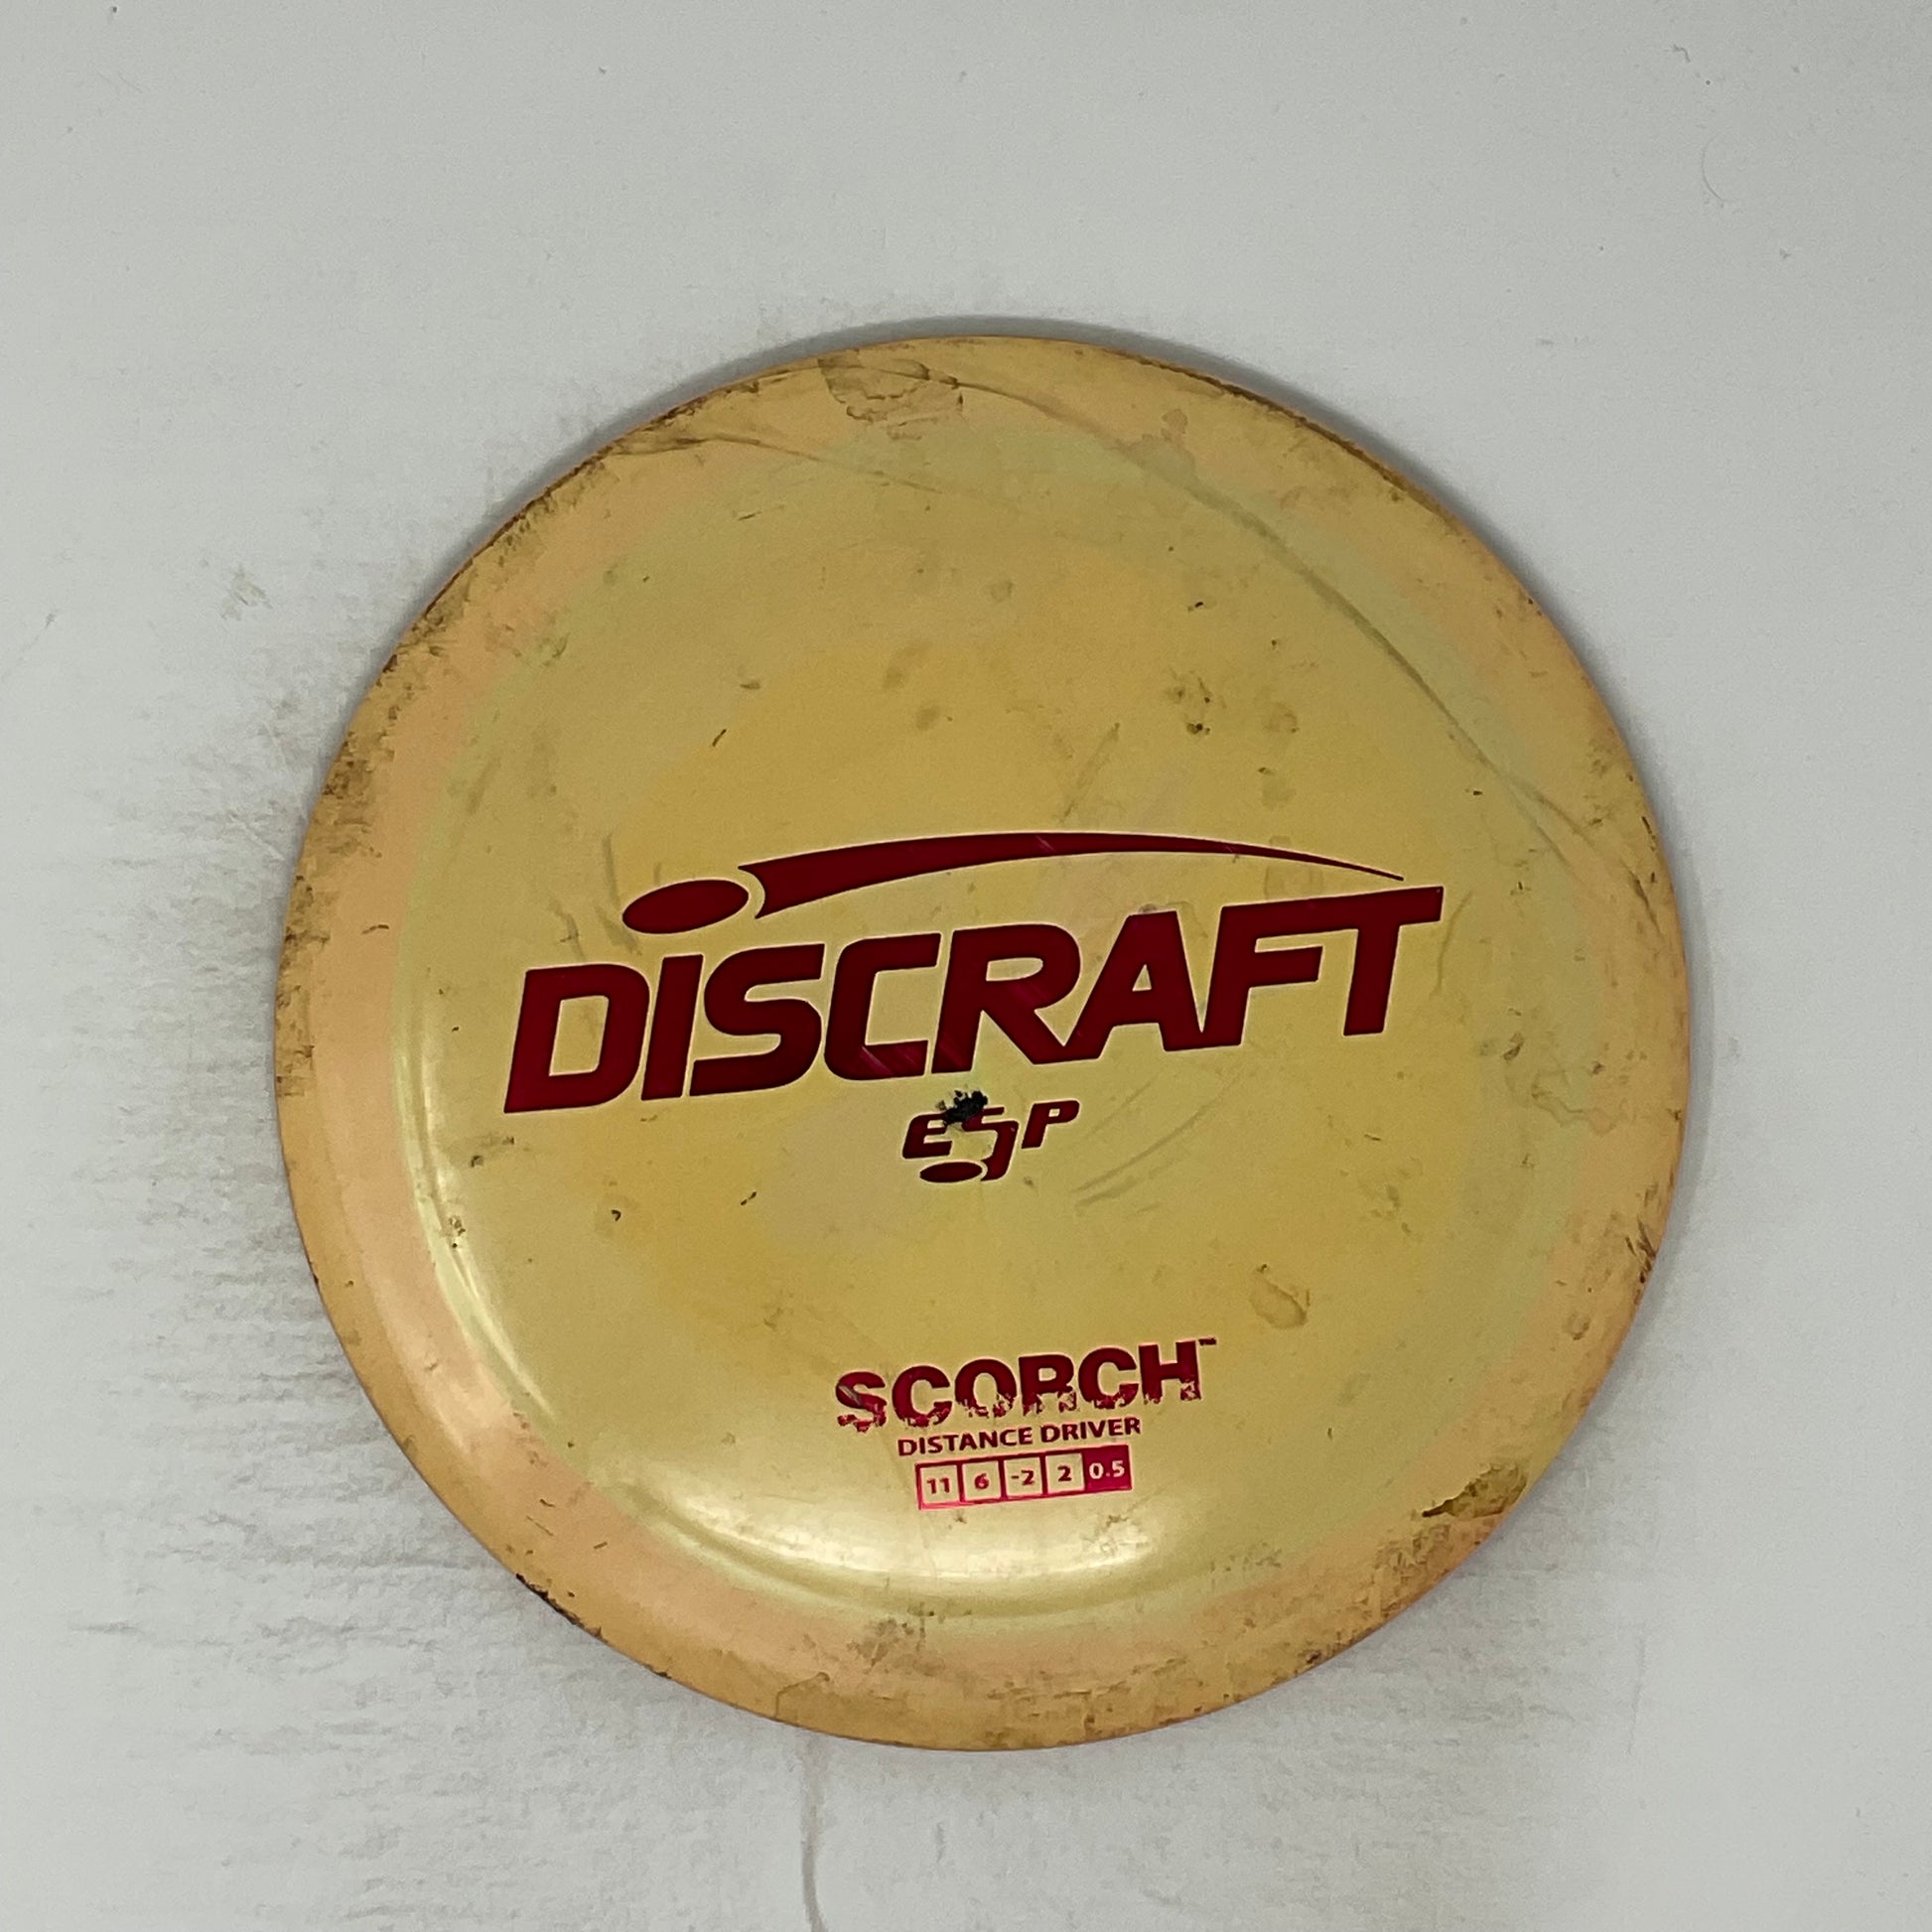 DISCRAFT
ESP
SCORCH™
DISTANCE DRIVER
11 6 -2 2 0.5